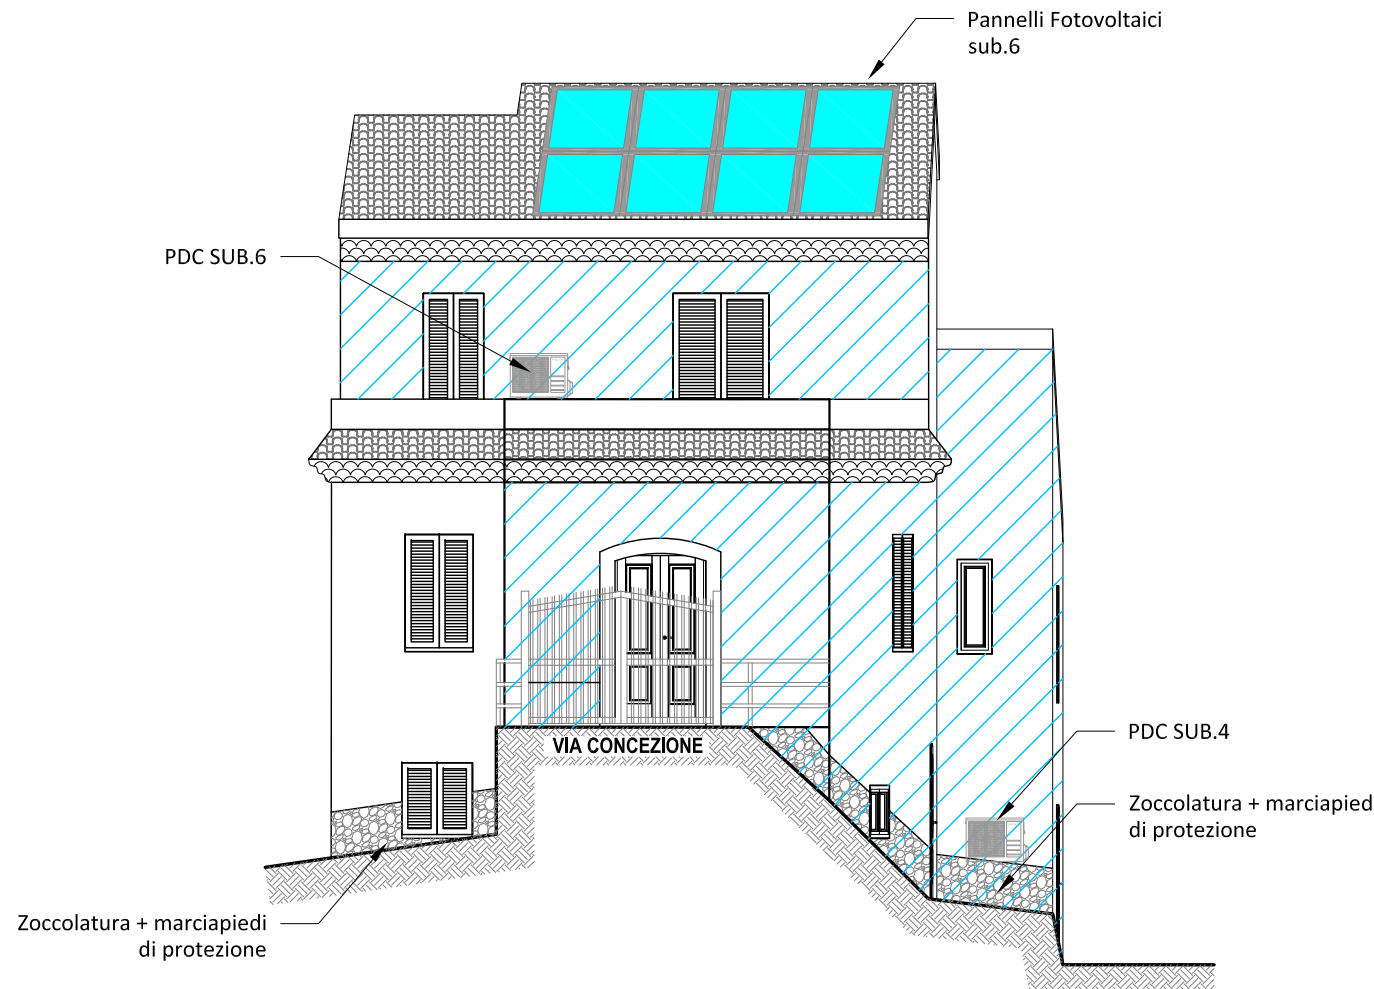 Pannelli Fotovoltaici
sub.6
PDC SUB.6
VIA CONCEZIONE
PDC SUB.4
Zoccolatura + marciapied
di protezione
Zoccolatura + marciapiedi
di protezione